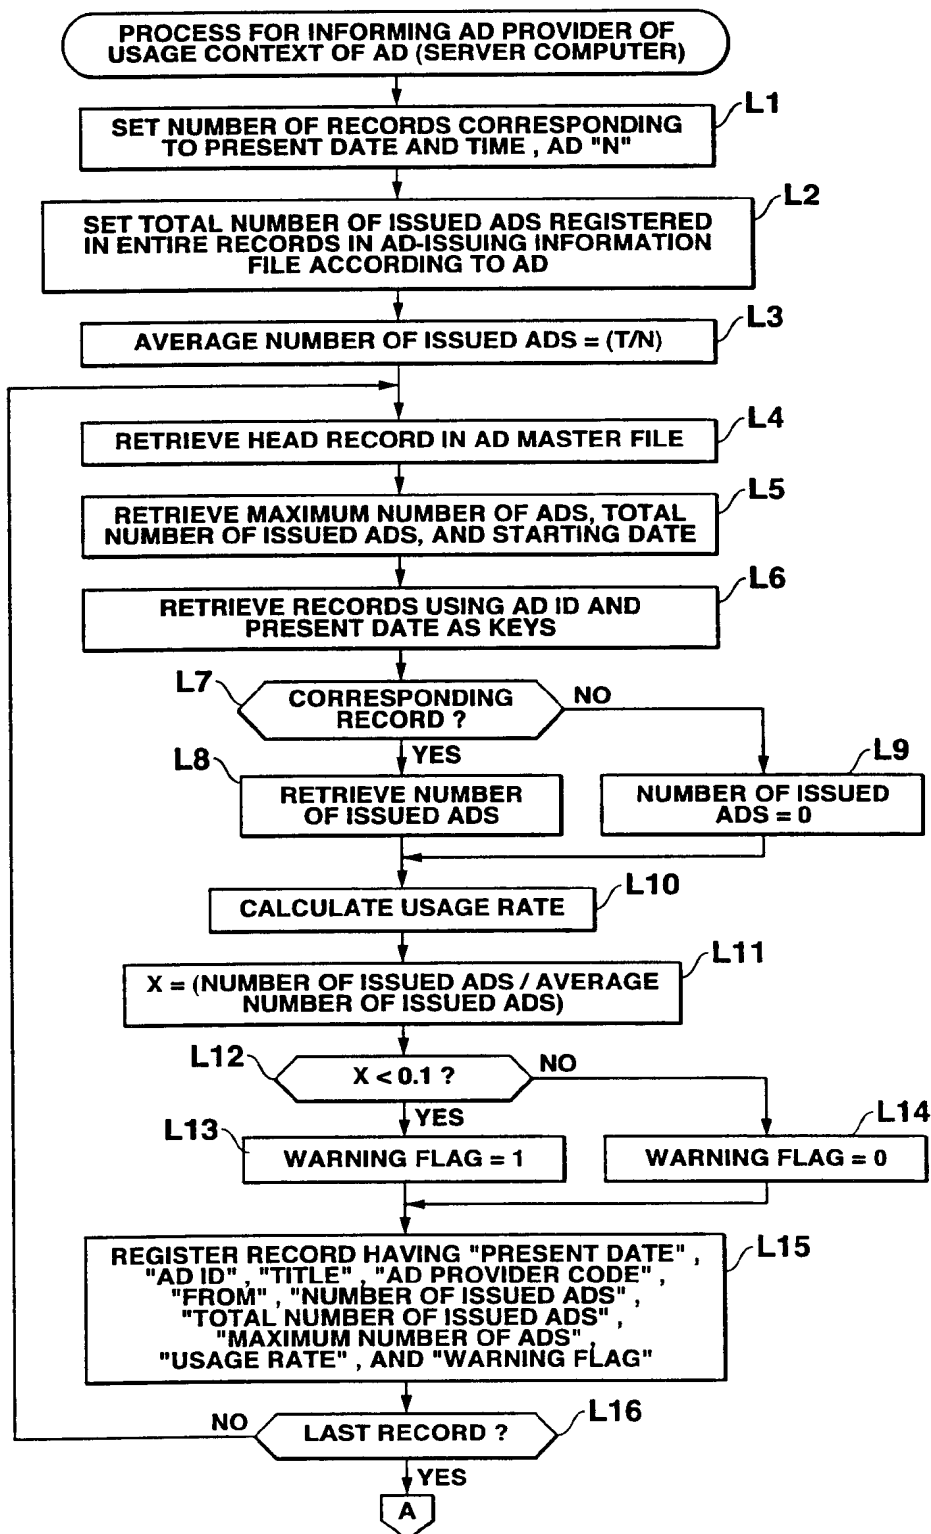 PROCESS FOR INFORMING AD PROVIDER OF
USAGE CONTEXT OF AD (SERVER COMPUTER)
L1
SET NUMBER OF RECORDS CORRESPONDING
TO PRESENT DATE AND TIME , AD "N"
L2
SET TOTAL NUMBER OF ISSUED ADS REGISTERED
IN ENTIRE RECORDS IN AD-ISSUING INFORMATION
FILE ACCORDING TO AD
L3
AVERAGE NUMBER OF ISSUED ADS = (T/N)
L4
RETRIEVE HEAD RECORD IN AD MASTER FILE
L5
RETRIEVE MAXIMUM NUMBER OF ADS, TOTAL
NUMBER OF ISSUED ADS, AND STARTING DATE
L6
RETRIEVE RECORDS USING AD ID AND
PRESENT DATE AS KEYS
L7
CORRESPONDING
RECORD ?
NO
YES
L8
RETRIEVE NUMBER
OF ISSUED ADS
L9
NUMBER OF ISSUED
ADS = 0
L10
CALCULATE USAGE RATE
L11
X = (NUMBER OF ISSUED ADS / AVERAGE
NUMBER OF ISSUED ADS)
L12
X < 0.1 ?
NO
YES
L13
WARNING FLAG = 1
L14
WARNING FLAG = 0
L15
REGISTER RECORD HAVING "PRESENT DATE" ,
"AD ID" , "TITLE" , "AD PROVIDER CODE" ,
"FROM" , "NUMBER OF ISSUED ADS" ,
"TOTAL NUMBER OF ISSUED ADS" ,
"MAXIMUM NUMBER OF ADS" ,
"USAGE RATE" , AND "WARNING FLAG"
L16
LAST RECORD ?
NO
YES
A